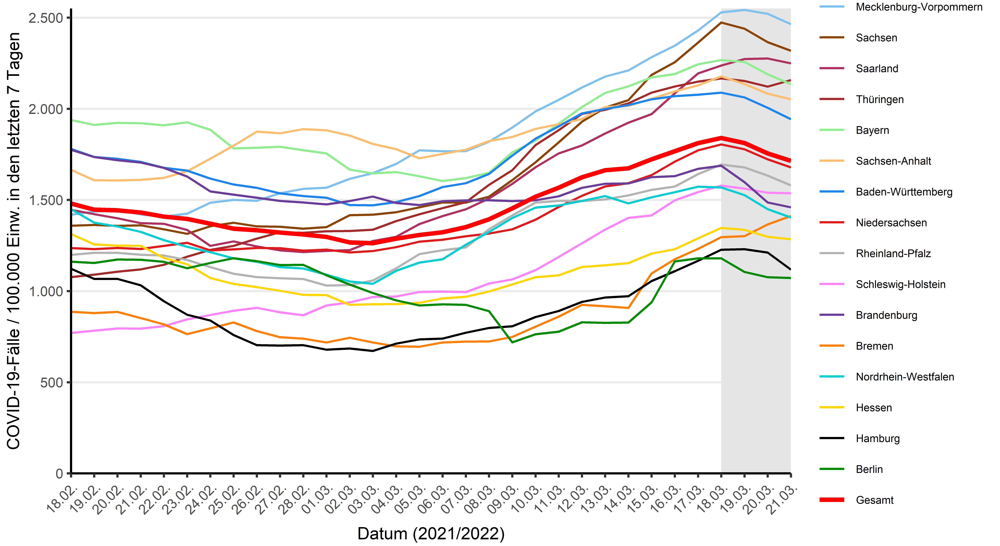 COVID-19-Fälle / 100.000 Einw. in den letzten 7 Tagen
2.500
2.000
1.500
1.000
500
0
18.02.
19.02.
20.02.
21.02.
22.02.
23.02.
24.02.
25.02.
26.02.
27.02.
28.02.
01.03.
02.03.
03.03.
04.03.
05.03.
06.03.
07.03.
08.03.
09.03.
10.03.
11.03.
12.03.
13.03.
14.03.
15.03.
16.03.
17.03.
18.03.
19.03.
20.03.
21.03.
Datum (2021/2022)
Mecklenburg-Vorpommern
Sachsen
Saarland
Thüringen
Bayern
Sachsen-Anhalt
Baden-Württemberg
Niedersachsen
Rheinland-Pfalz
Schleswig-Holstein
Brandenburg
Bremen
Nordrhein-Westfalen
Hessen
Hamburg
Berlin
Gesamt